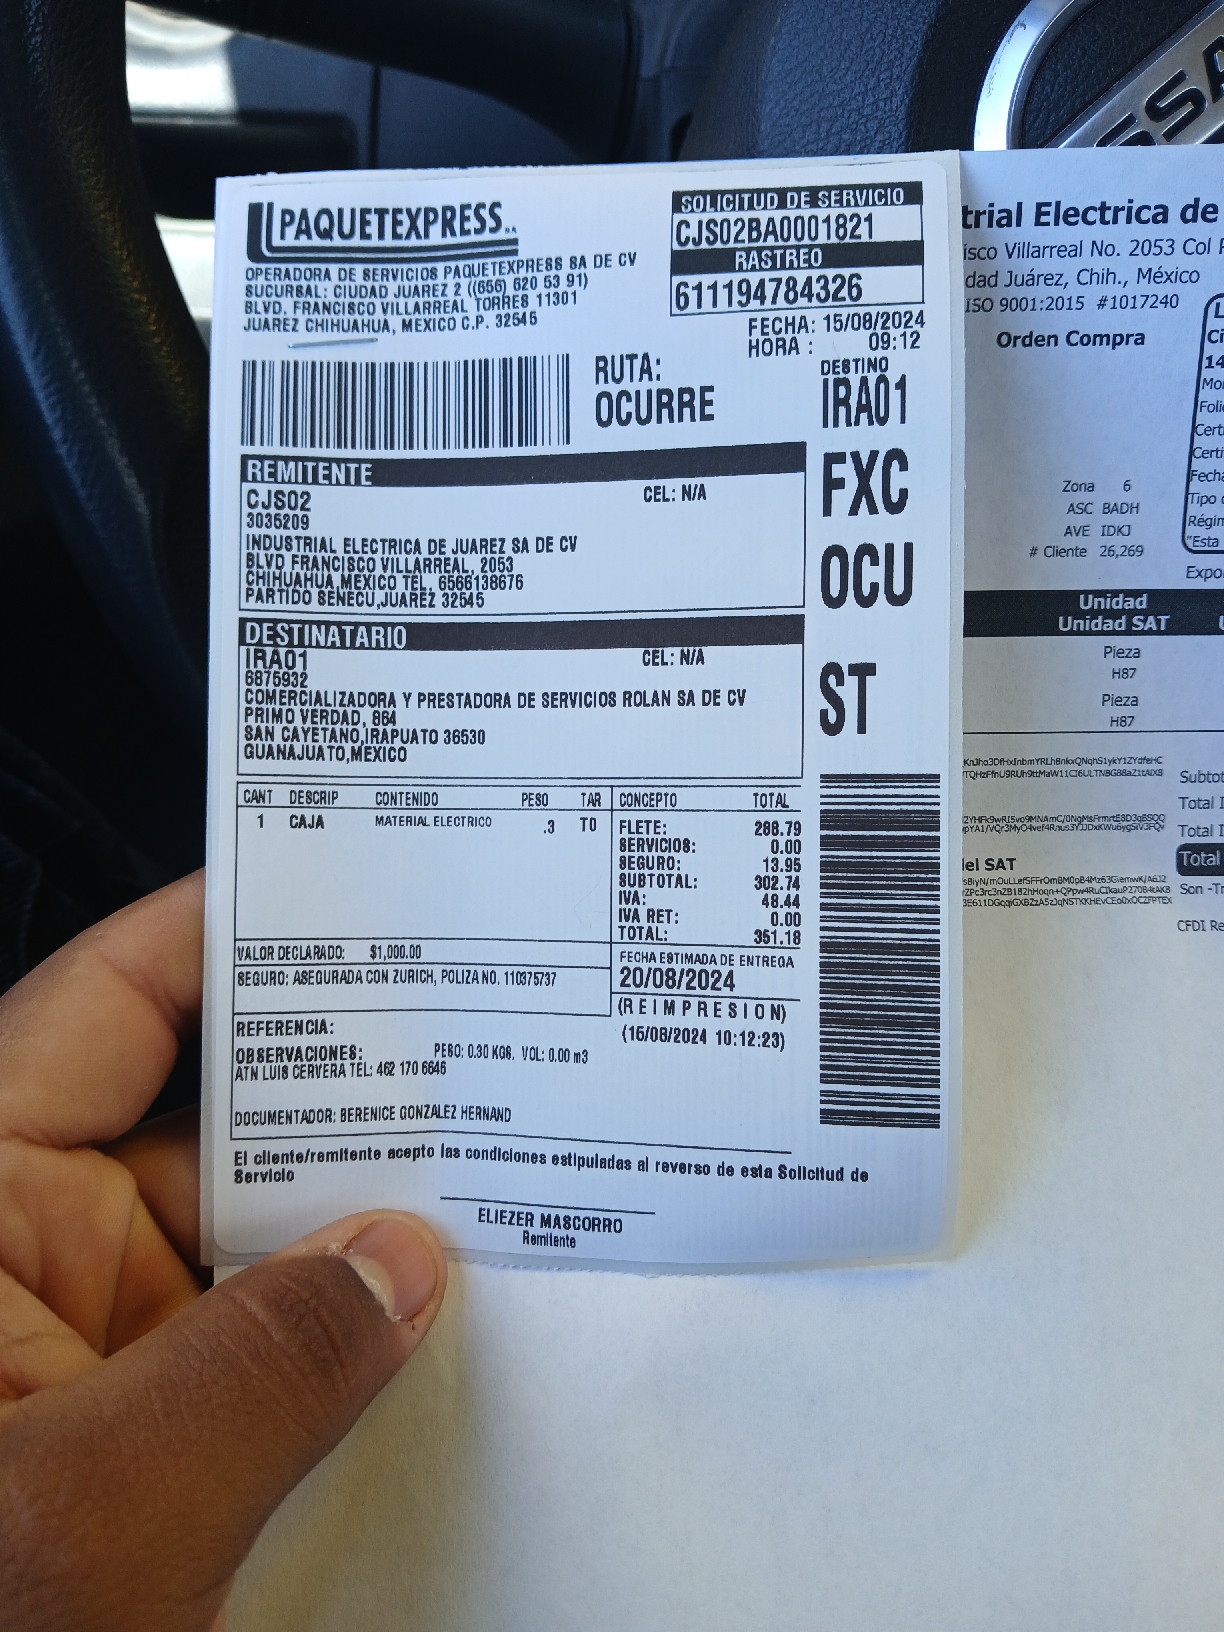 PAQUETEXPRESS
OPERADORA DE SERVICIOS PAQUETEXPRESS SA DE CV
SUCURSAL: CIUDAD JUAREZ 2 ((656) 620 53 91)
BLVD. FRANCISCO VILLARREAL TORRES 11301
JUAREZ CHIHUAHUA, MEXICO C.P. 32545
SOLICITUD DE SERVICIO
CJS02BA0001821
RASTREO
611194784326
FECHA: 15/08/2024
HORA : 09:12
RUTA:
OCURRE
DESTINO
IRA01
FXC
OCU
ST
REMITENTE
CJS02 CEL: N/A
3035209
INDUSTRIAL ELECTRICA DE JUAREZ SA DE CV
BLVD FRANCISCO VILLARREAL, 2053
CHIHUAHUA,MEXICO TEL. 6566138676
PARTIDO SENECU,JUAREZ 32545
DESTINATARIO
IRA01 CEL: N/A
6875932
COMERCIALIZADORA Y PRESTADORA DE SERVICIOS ROLAN SA DE CV
PRIMO VERDAD, 864
SAN CAYETANO,IRAPUATO 36530
GUANAJUATO,MEXICO
CANT DESCRIP CONTENIDO PESO TAR
1 CAJA MATERIAL ELECTRICO .3 T0
CONCEPTO TOTAL
FLETE: 288.79
SERVICIOS: 0.00
SEGURO: 13.95
SUBTOTAL: 302.74
IVA: 48.44
IVA RET: 0.00
TOTAL: 351.18
VALOR DECLARADO: $1,000.00
SEGURO: ASEGURADA CON ZURICH, POLIZA NO. 110375737
FECHA ESTIMADA DE ENTREGA
20/08/2024
(REIMPRESION)
(15/08/2024 10:12:23)
REFERENCIA:
OBSERVACIONES: PESO: 0.30 KGS. VOL: 0.00 m3
ATN LUIS CERVERA TEL: 462 170 6646
DOCUMENTADOR: BERENICE GONZALEZ HERNAND
El cliente/remitente acepto las condiciones estipuladas al reverso de esta Solicitud de
Servicio
ELIEZER MASCORRO
Remitente
trial Electrica de
isco Villarreal No. 2053 Col
dad Juárez, Chih., México
ISO 9001:2015 #1017240
Orden Compra
Zona 6
ASC BADH
AVE IDKJ
# Cliente 26,269
Unidad
Unidad SAT
Pieza
H87
Pieza
H87
Subtot
Total I
Total I
Total
el SAT
Son -Tr
CFDI Re
Folio
Cert
Certi
Fecha
Tipo
Régim
"Esta
Expor